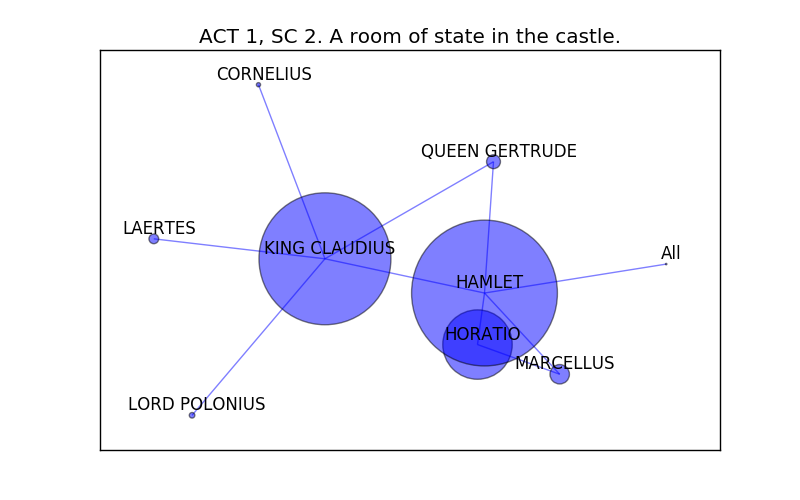 ACT 1, SC 2. A room of state in the castle.
CORNELIUS
QUEEN GERTRUDE
LAERTES
KING CLAUDIUS
All
HAMLET
HORATIO
MARCELLUS
LORD POLONIUS